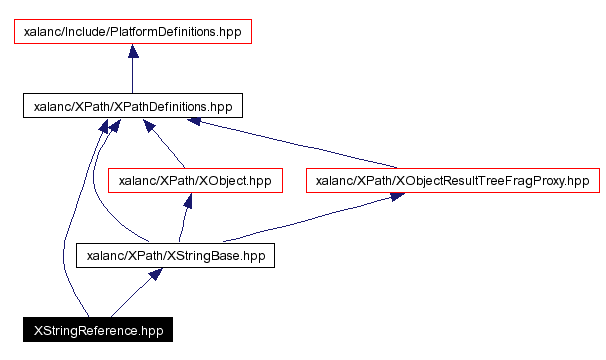 xalanc/Include/PlatformDefinitions.hpp
xalanc/XPath/XPathDefinitions.hpp
xalanc/XPath/XObject.hpp
xalanc/XPath/XObjectResultTreeFragProxy.hpp
xalanc/XPath/XStringBase.hpp
XStringReference.hpp